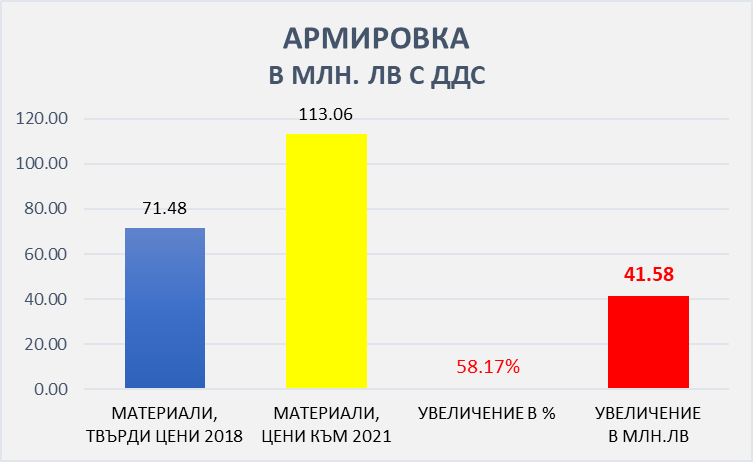 АРМИРОВКА
В МЛН. ЛВ С ДДС
120.00
100.00
80.00
60.00
40.00
20.00
0.00
71.48
113.06
58.17%
41.58
МАТЕРИАЛИ,
ТВЪРДИ ЦЕНИ 2018
МАТЕРИАЛИ,
ЦЕНИ КЪМ 2021
УВЕЛИЧЕНИЕ В %
УВЕЛИЧЕНИЕ
В МЛН.ЛВ